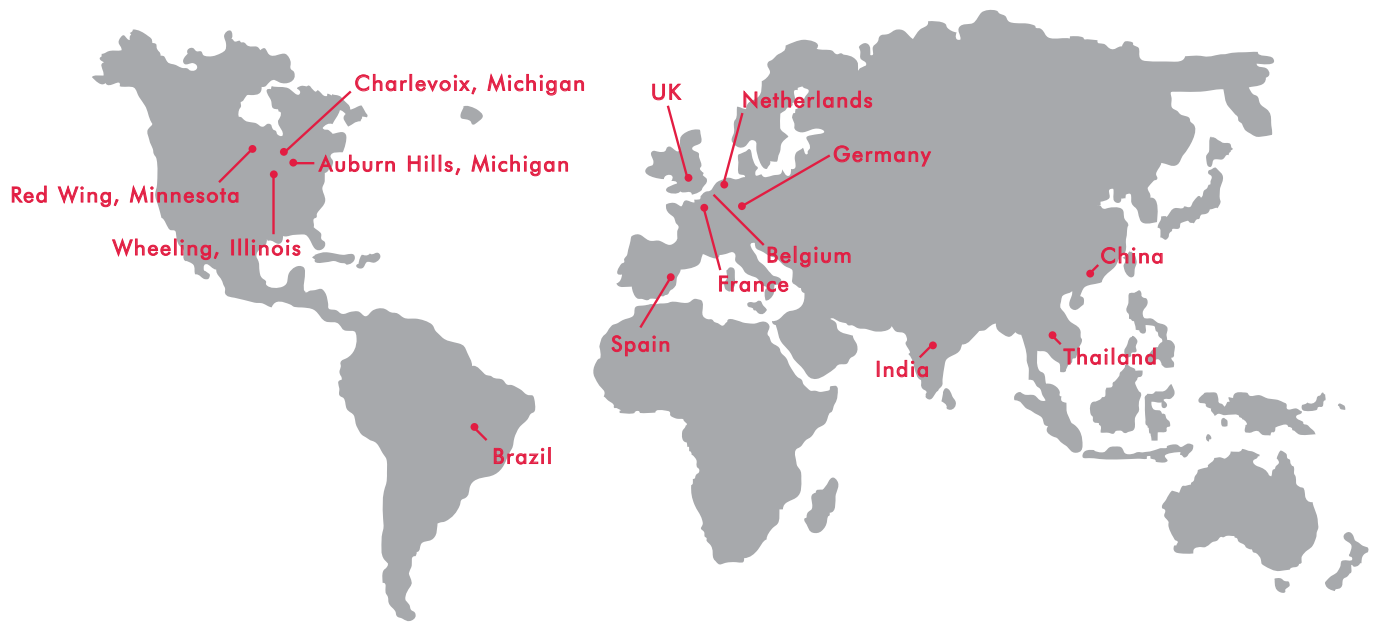 Charlevoix, Michigan
UK
Netherlands
Auburn Hills, Michigan
Germany
Red Wing, Minnesota
Wheeling, Illinois
Belgium
China
France
Spain
India
Thailand
Brazil